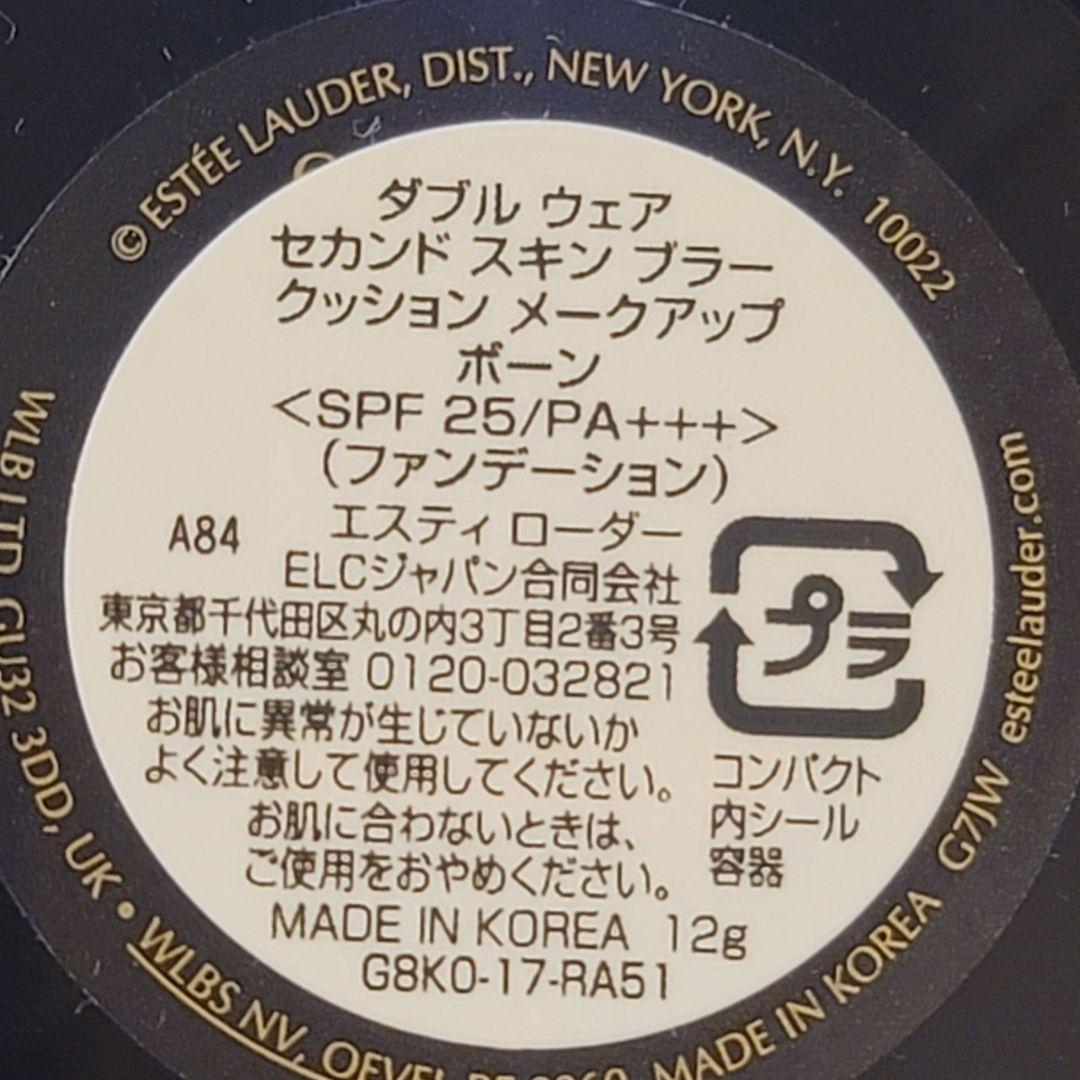 © ESTÉE LAUDER, DIST., NEW YORK, N.Y. 10022
ダブル ウェア
セカンド スキン ブラー
クッション メークアップ
ボーン
<SPF 25/PA+++>
(ファンデーション)
A84
エスティ ローダー
ELCジャパン合同会社
東京都千代田区丸の内3丁目2番3号
お客様相談室 0120-032821
お肌に異常が生じていないか
よく注意して使用してください。
お肌に合わないときは、
ご使用をおやめください。
MADE IN KOREA 12g
G8K0-17-RA51
プラ
コンパクト
内シール
容器
WLB LTD GU32 3DD, UK • WLBS NV,
MADE IN KOREA G7JW esteelauder.com